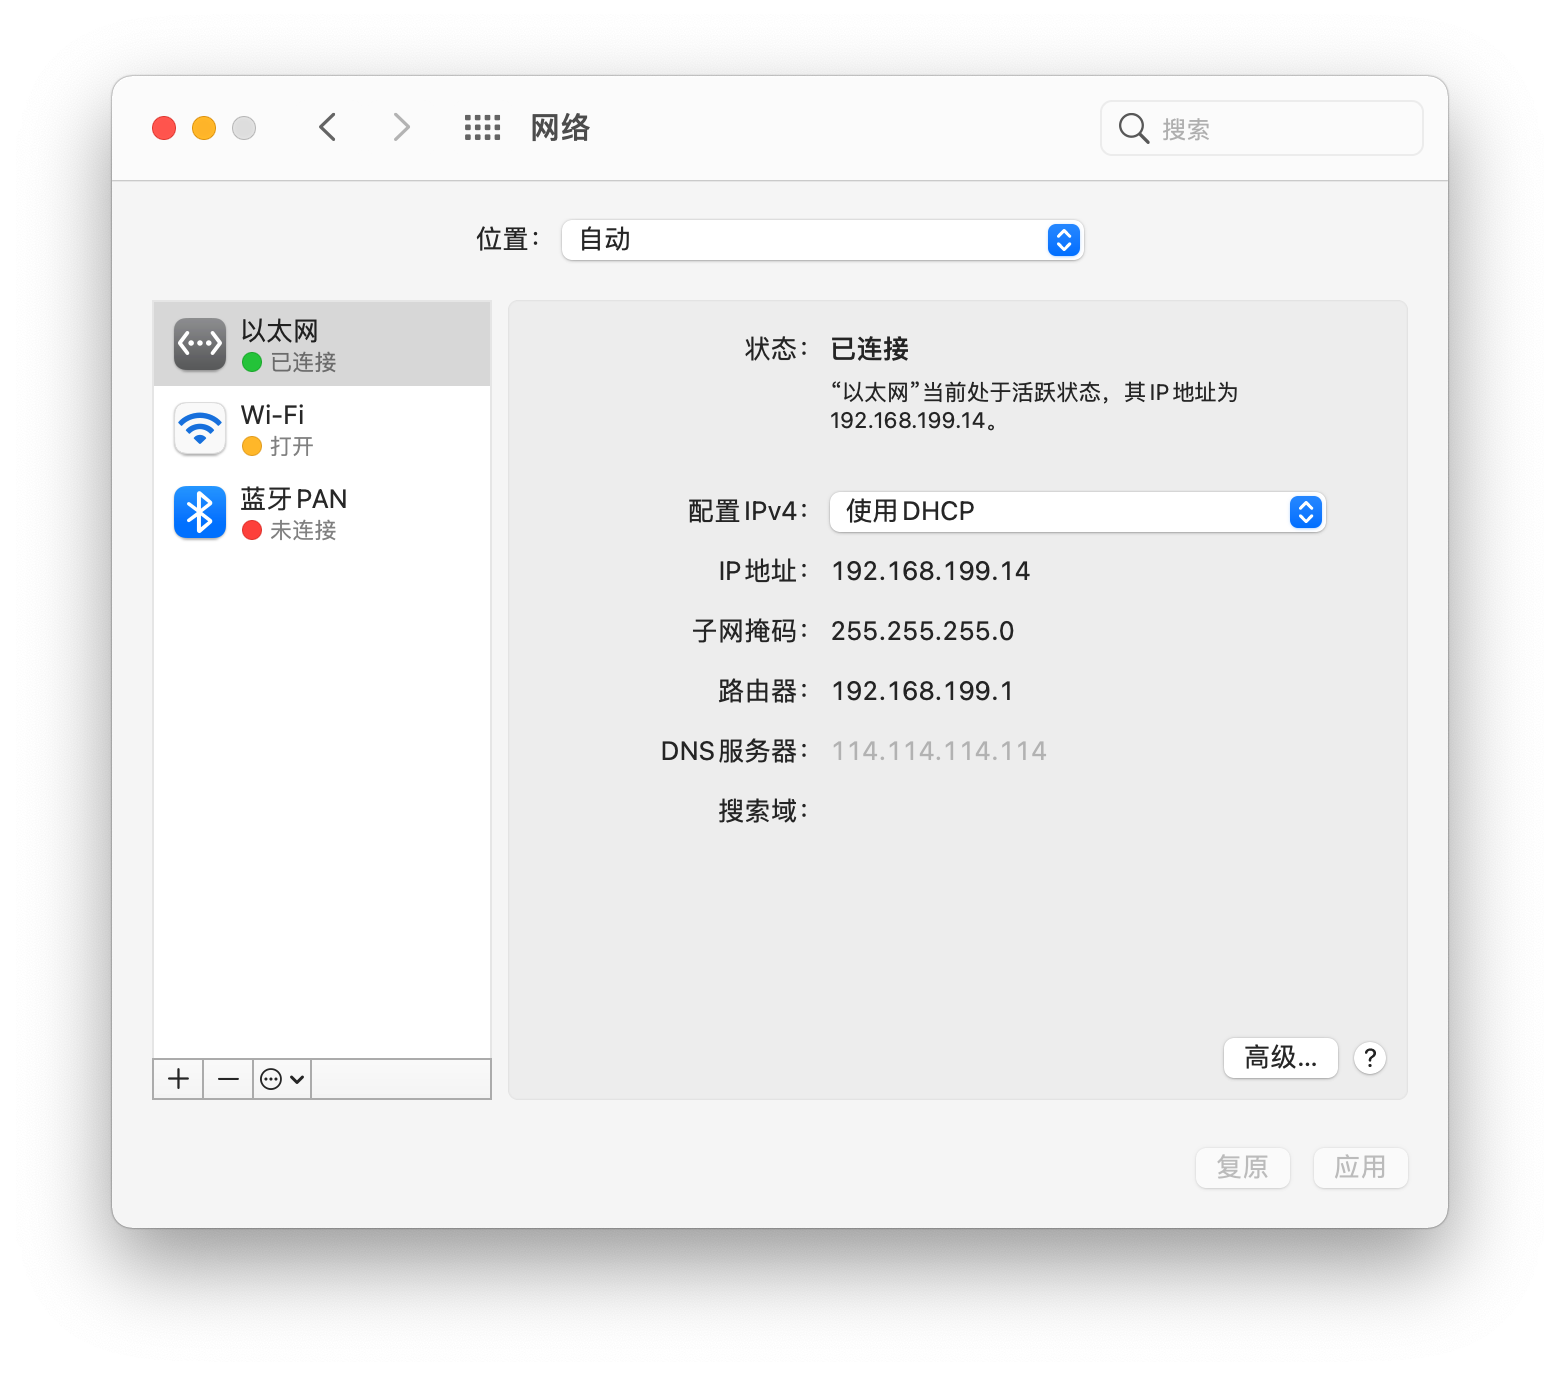 网络
搜索
位置：
自动
以太网
已连接
Wi-Fi
打开
蓝牙 PAN
未连接
状态：
已连接
“以太网”当前处于活跃状态，其 IP 地址为
192.168.199.14。
配置 IPv4：
使用 DHCP
IP 地址：
192.168.199.14
子网掩码：
255.255.255.0
路由器：
192.168.199.1
DNS 服务器：
114.114.114.114
搜索域：
高级...
?
复原
应用